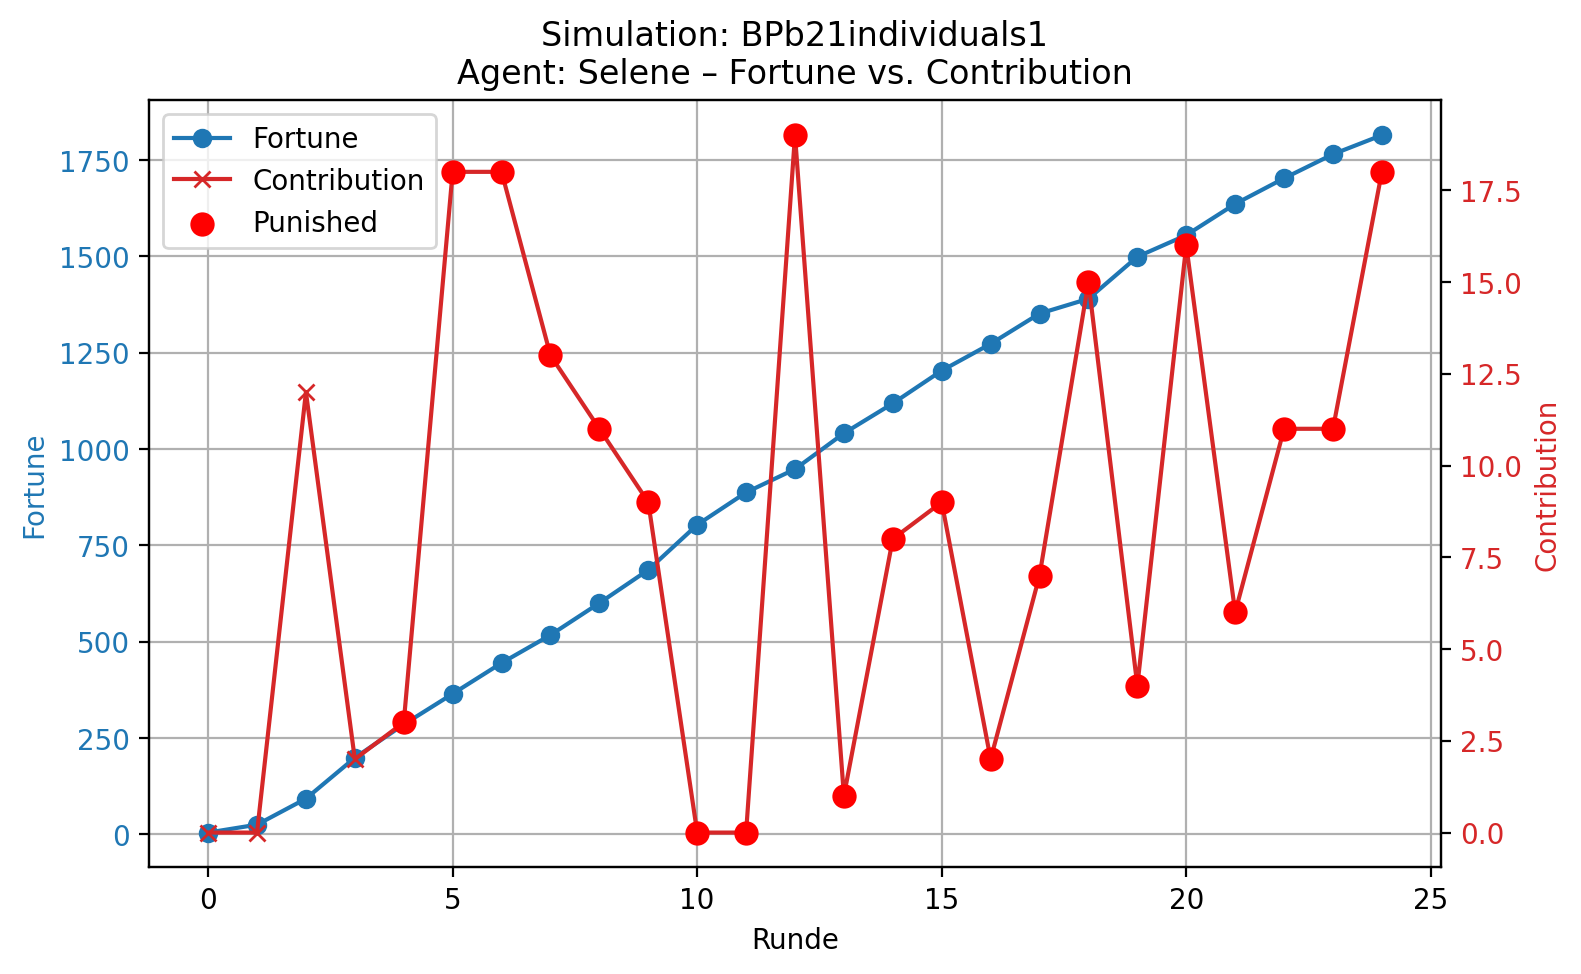 Simulation: BPb21individuals1
Agent: Selene – Fortune vs. Contribution
Fortune
Contribution
Punished
1750
1500
1250
1000
750
500
250
0
Fortune
17.5
15.0
12.5
10.0
7.5
5.0
2.5
0.0
Contribution
0 5 10 15 20 25
Runde